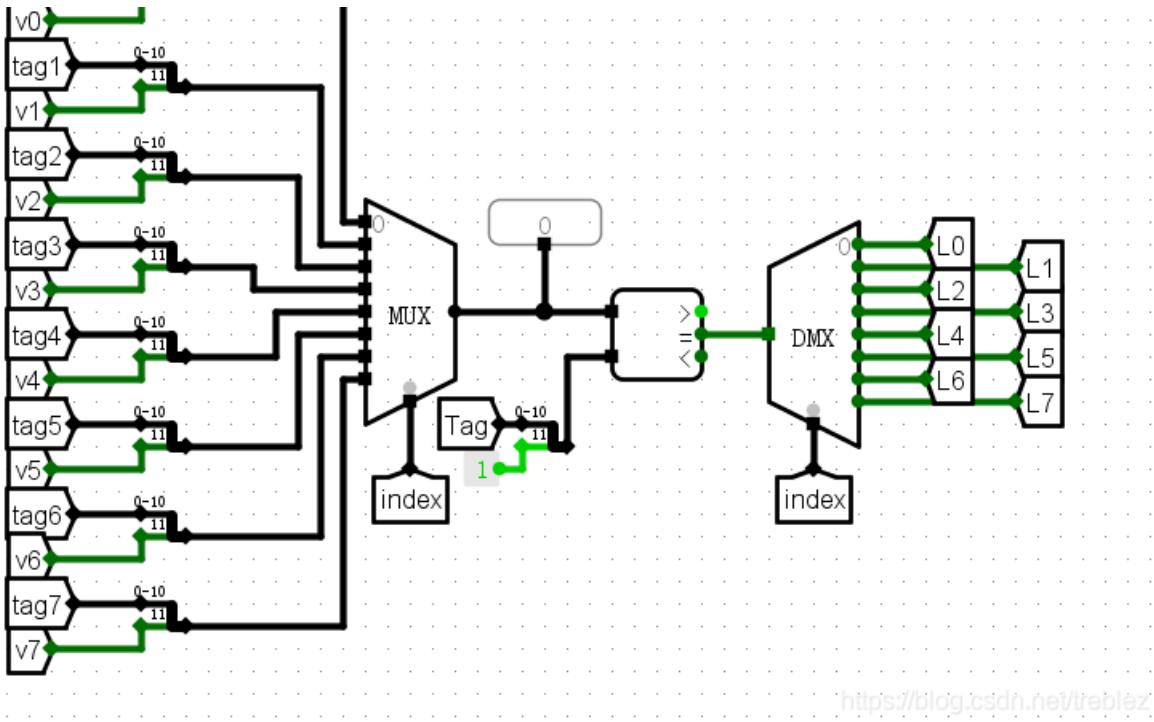 v0
0-10
tag1
11
v1
0-10
tag2
11
v2
0-10
tag3
11
v3
0-10
tag4
11
v4
0-10
tag5
11
v5
0-10
tag6
11
v6
0-10
tag7
11
v7
0
MUX
index
0
Tag
0-10
11
1
>
=
<
0
DMX
index
L0
L1
L2
L3
L4
L5
L6
L7
https://blog.csdn.net/treblez